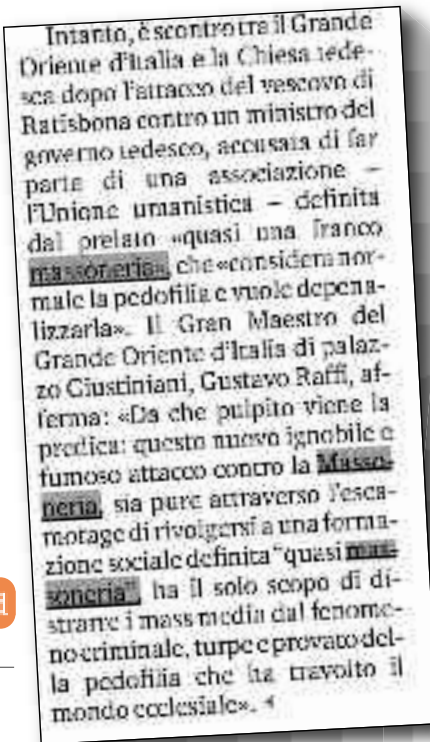 Intanto, è scontro tra il Grande
Oriente d'Italia e la Chiesa tede-
sca dopo l'attacco del vescovo di
Ratisbona contro un ministro del
governo tedesco, accusata di far
parte di una associazione –
l'Unione umanistica – definita
dal prelato «quasi una franco
massoneria», che «considera nor-
male la pedofilia e vuole depena-
lizzarla». Il Gran Maestro del
Grande Oriente d'Italia di palaz-
zo Giustiniani, Gustavo Raffi, af-
ferma: «Da che pulpito viene la
predica: questo nuovo ignobile e
fumoso attacco contro la Masso-
neria, sia pure attraverso l'esca-
motage di rivolgersi a una forma-
zione sociale definita "quasi mas-
soneria", ha il solo scopo di di-
strarre i mass media dal fenome-
no criminale, turpe e provato del-
la pedofilia che ha travolto il
mondo ecclesiale».
d